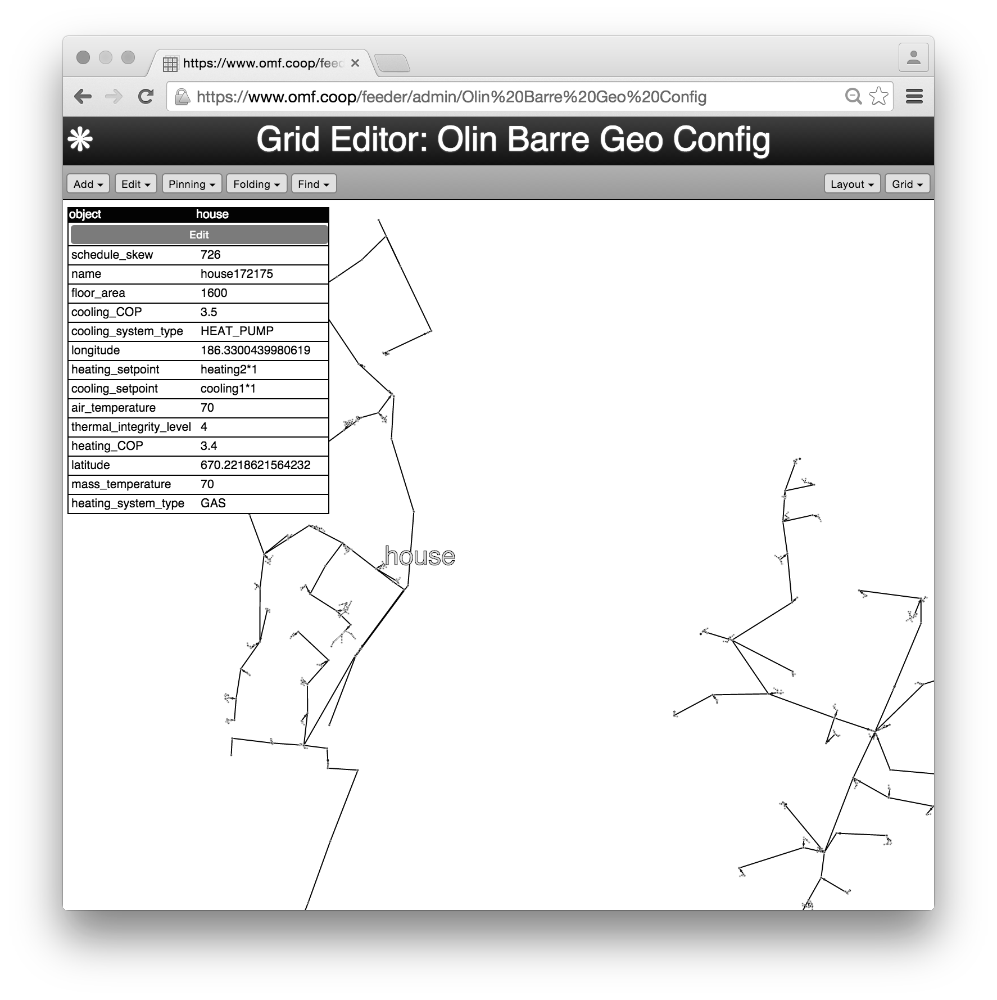 https://www.omf.coop/feed
https://www.omf.coop/feeder/admin/Olin%20Barre%20Geo%20Config
Grid Editor: Olin Barre Geo Config
Add Edit Pinning Folding Find Layout Grid
object house
Edit
schedule_skew 726
name house172175
floor_area 1600
cooling_COP 3.5
cooling_system_type HEAT_PUMP
longitude 186.3300439980619
heating_setpoint heating2*1
cooling_setpoint cooling1*1
air_temperature 70
thermal_integrity_level 4
heating_COP 3.4
latitude 670.2218621564232
mass_temperature 70
heating_system_type GAS
house